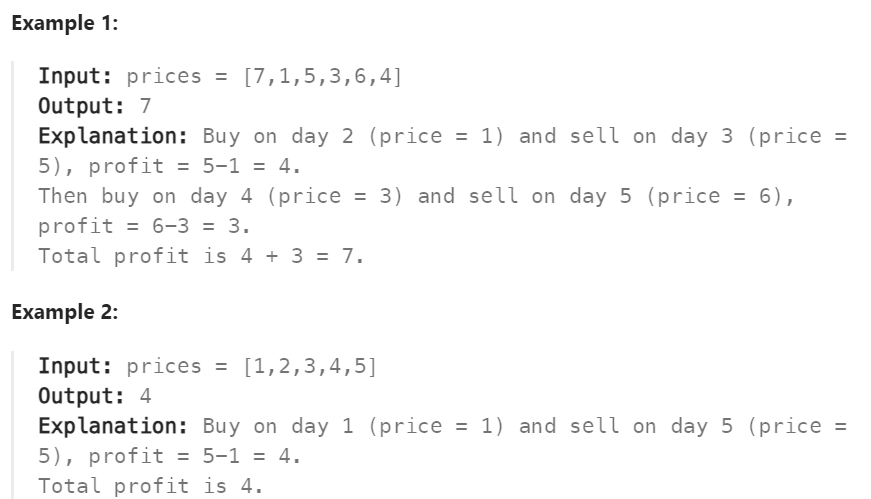 Example 1:
Input: prices = [7,1,5,3,6,4]
Output: 7
Explanation: Buy on day 2 (price = 1) and sell on day 3 (price =
5), profit = 5-1 = 4.
Then buy on day 4 (price = 3) and sell on day 5 (price = 6),
profit = 6-3 = 3.
Total profit is 4 + 3 = 7.
Example 2:
Input: prices = [1,2,3,4,5]
Output: 4
Explanation: Buy on day 1 (price = 1) and sell on day 5 (price =
5), profit = 5-1 = 4.
Total profit is 4.